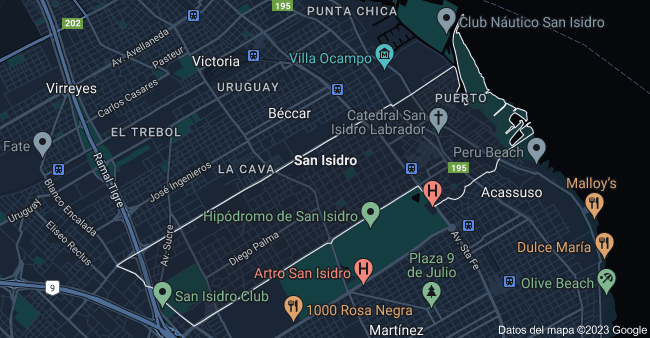 195
PUNTA CHICA
Club Náutico San Isidro
202
Av. Avellaneda
Victoria
Villa Ocampo
Pasteur
Virreyes
URUGUAY
Carlos Casares
Béccar
PUERTO
Catedral San
Isidro Labrador
EL TREBOL
Fate
Ramal Tigre
LA CAVA
San Isidro
195
Peru Beach
José Ingenieros
Blanco Encalada
H
Acassuso
Malloy's
Uruguay
Hipódromo de San Isidro
Eliseo Reclus
Av. Sucre
Diego Palma
Av. Sta Fe
Dulce María
Artro San Isidro
H
Plaza 9
de Julio
9
San Isidro Club
Olive Beach
1000 Rosa Negra
Martínez
Datos del mapa ©2023 Google